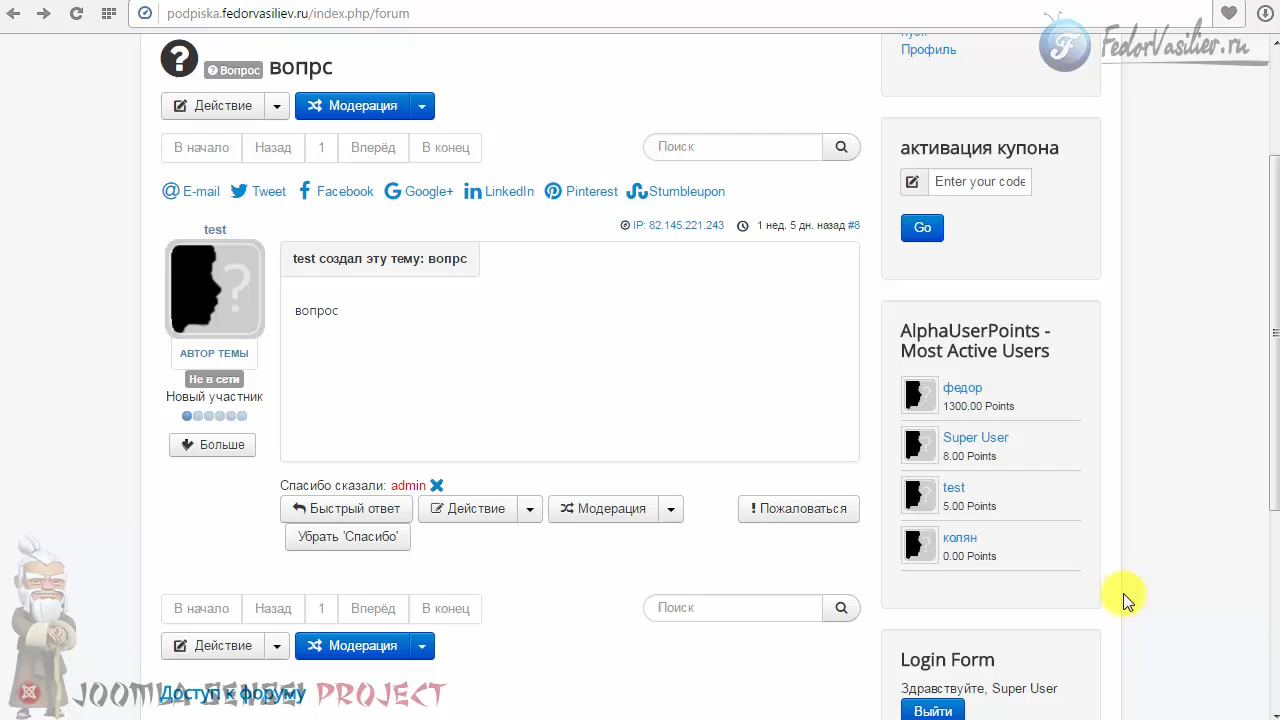 podpiska.fedorvasiliev.ru/index.php/forum
Профиль
FedorVasiliev.ru
Вопрос вопрс
Действие Модерация
В начало Назад 1 Вперёд В конец Поиск
E-mail Tweet Facebook Google+ LinkedIn Pinterest Stumbleupon
test
IP: 82.145.221.243 1 нед. 5 дн. назад #8
test создал эту тему: вопрс
вопрос
АВТОР ТЕМЫ
Не в сети
Новый участник
Больше
Спасибо сказали: admin
Быстрый ответ Действие Модерация ! Пожаловаться
Убрать 'Спасибо'
В начало Назад 1 Вперёд В конец Поиск
Действие Модерация
Доступ к форуму
JOOMLA-SENSEI PROJECT
активация купона
Enter your code
Go
AlphaUserPoints -
Most Active Users
федор
1300.00 Points
Super User
8.00 Points
test
5.00 Points
колян
0.00 Points
Login Form
Здравствуйте, Super User
Выйти